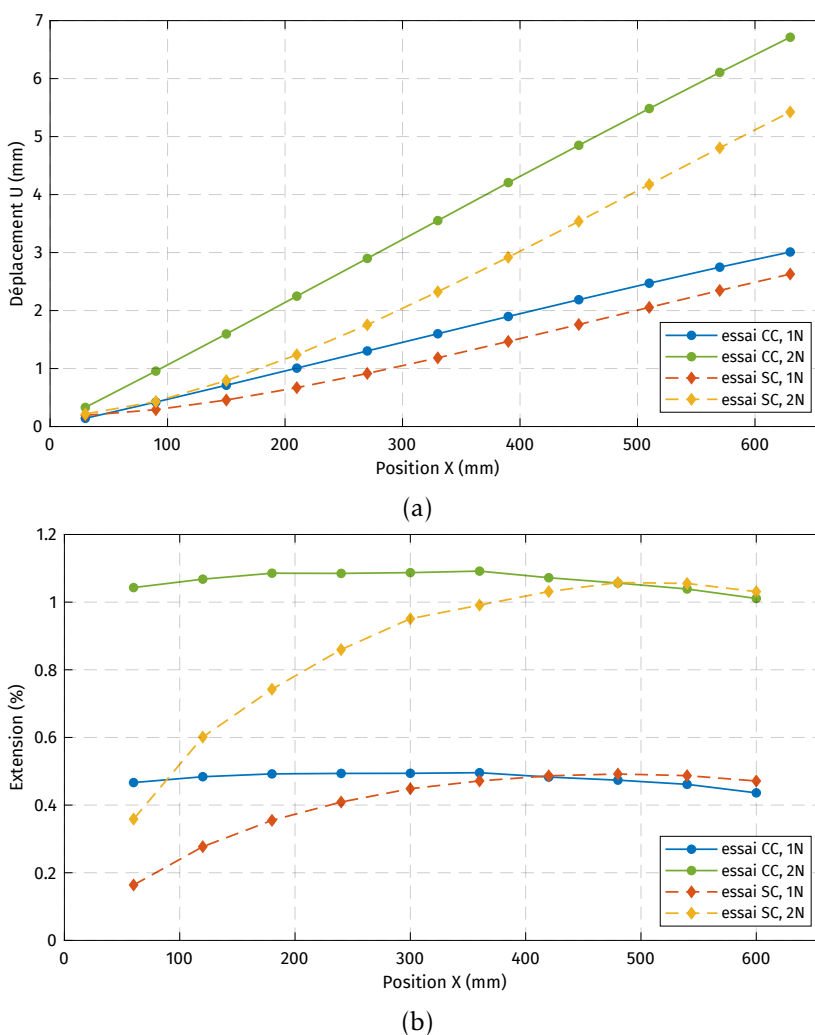 7
6
5
4
3
2
1
0
Déplacement U (mm)
essai CC, 1N
essai CC, 2N
essai SC, 1N
essai SC, 2N
0 100 200 300 400 500 600
Position X (mm)
(a)
1.2
1
0.8
0.6
0.4
0.2
0
Extension (%)
essai CC, 1N
essai CC, 2N
essai SC, 1N
essai SC, 2N
0 100 200 300 400 500 600
Position X (mm)
(b)